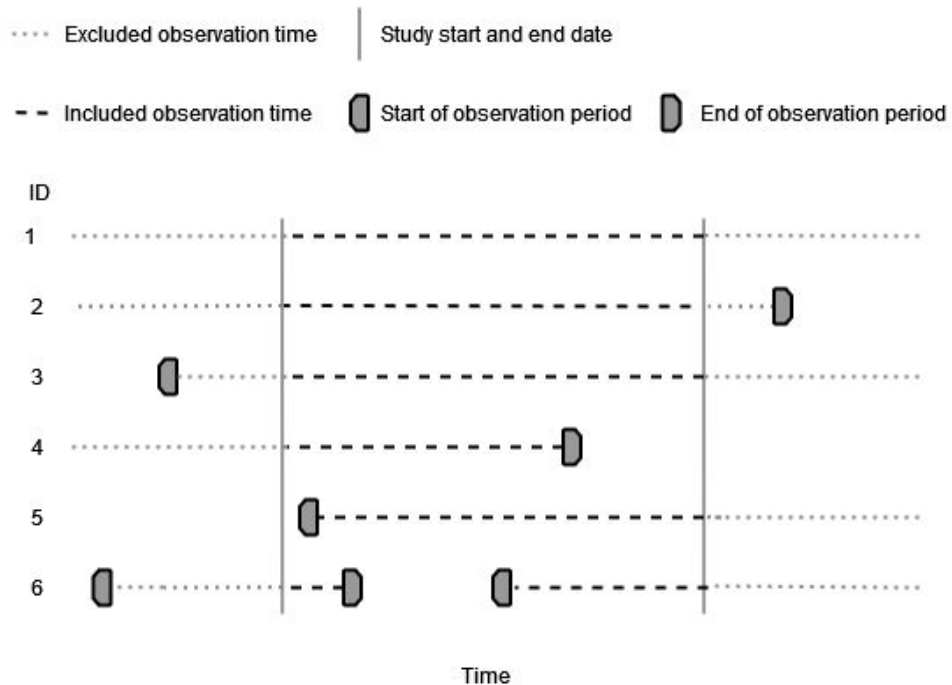 Excluded observation time
Study start and end date
Included observation time
Start of observation period
End of observation period
ID
1
2
3
4
5
6
Time